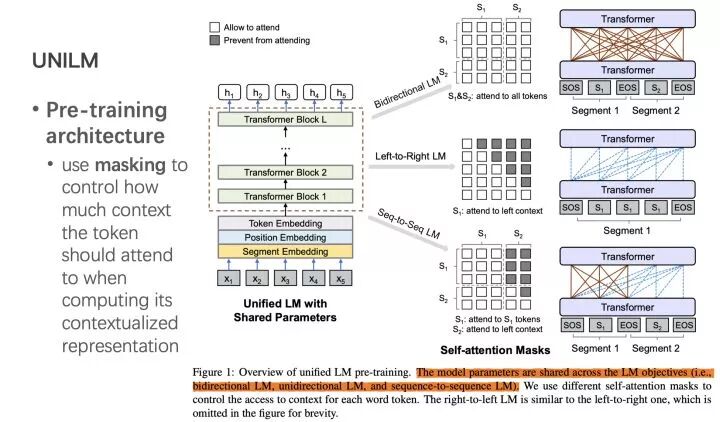 UNILM
• Pre-training
architecture
• use masking to
control how
much context
the token
should attend
to when
computing its
contextualized
representation
h1 h2 h3 h4 h5
Transformer Block L
...
Transformer Block 2
Transformer Block 1
Token Embedding
Position Embedding
Segment Embedding
x1 x2 x3 x4 x5
Unified LM with
Shared Parameters
Allow to attend
Prevent from attending
Bidirectional LM
Left-to-Right LM
Seq-to-Seq LM
S1 S2
S1
S2
S1&S2: attend to all tokens
S1
S1
S1: attend to left context
S1 S2
S1
S2
S1: attend to S1 tokens
S2: attend to left context
Self-attention Masks
Transformer
Transformer
SOS S1 EOS S2 EOS
Segment 1 Segment 2
Transformer
Transformer
SOS S1 S1 S1 EOS
Segment 1
Transformer
Transformer
SOS S1 EOS S2 EOS
Segment 1 Segment 2
Figure 1: Overview of unified LM pre-training. The model parameters are shared across the LM objectives (i.e.,
bidirectional LM, unidirectional LM, and sequence-to-sequence LM). We use different self-attention masks to
control the access to context for each word token. The right-to-left LM is similar to the left-to-right one, which is
omitted in the figure for brevity.